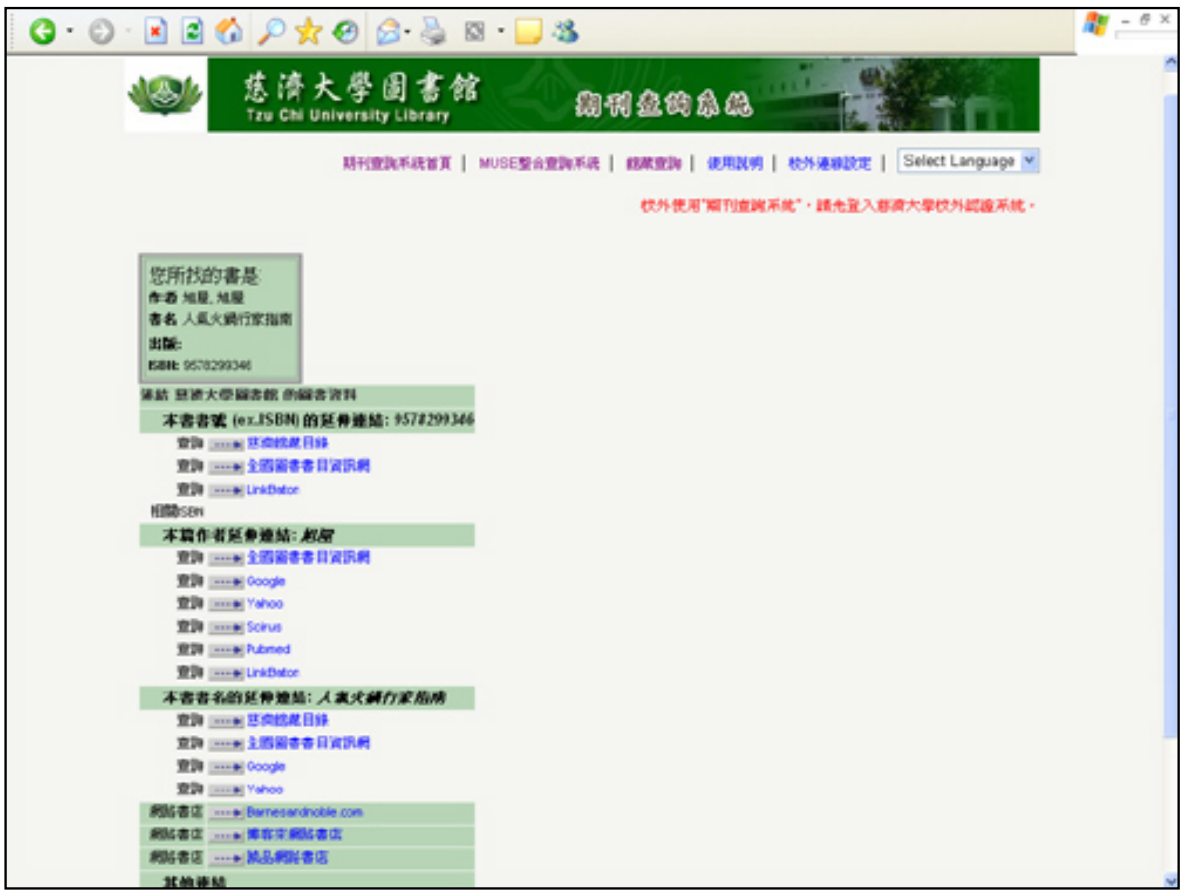 慈濟大學圖書館
Tzu Chi University Library
期刊查詢系統
期刊查詢系統首頁 | MUSE整合查詢系統 | 館藏查詢 | 使用說明 | 校外連線設定 | Select Language
校外使用"期刊查詢系統"，請先登入慈濟大學校外認證系統。
您所找的書是:
作者 旭屋, 旭屋
書名 人氣火鍋行家指南
出版:
ISBN: 9578299346
連結 慈濟大學圖書館 的圖書資料
本書書號 (ex.ISBN) 的延伸連結: 9578299346
查詢 慈濟館藏目錄
查詢 全國圖書書目資訊網
查詢 LinkBaton
相關ISBN
本篇作者延伸連結: 旭屋
查詢 全國圖書書目資訊網
查詢 Google
查詢 Yahoo
查詢 Scirus
查詢 Pubmed
查詢 LinkBaton
本書書名的延伸連結: 人氣火鍋行家指南
查詢 慈濟館藏目錄
查詢 全國圖書書目資訊網
查詢 Google
查詢 Yahoo
網路書店 Barnesandnoble.com
網路書店 博客來網路書店
網路書店 誠品網路書店
其他連結